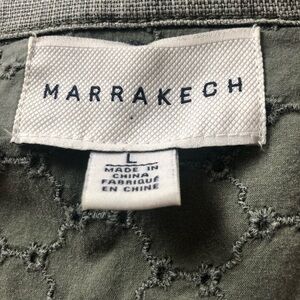 MARRAKECH
L
MADE IN
CHINA
FABRIQUÉ
EN CHINE